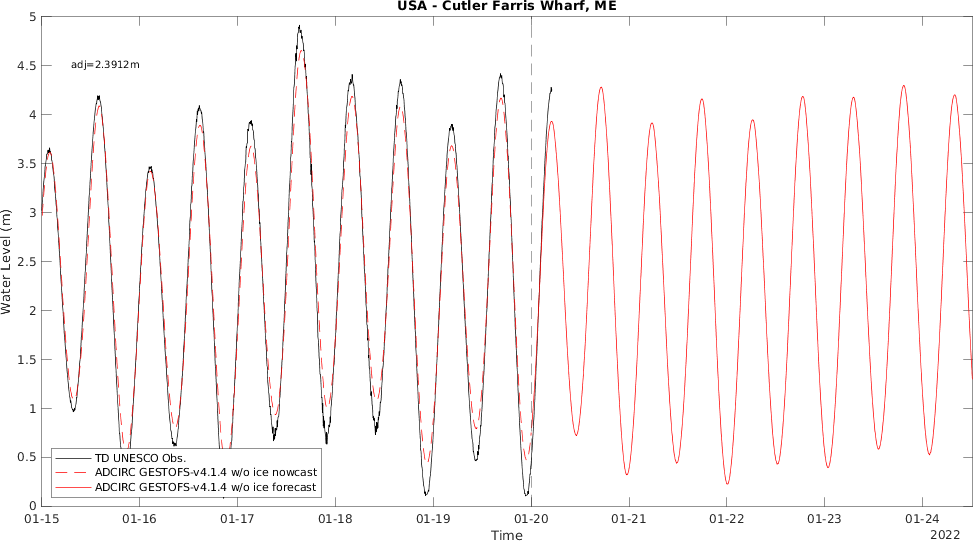 USA - Cutler Farris Wharf, ME
adj=2.3912m
5
4.5
4
3.5
3
2.5
2
1.5
1
0.5
0
Water Level (m)
TD UNESCO Obs.
ADCIRC GESTOFS-v4.1.4 w/o ice nowcast
ADCIRC GESTOFS-v4.1.4 w/o ice forecast
01-15 01-16 01-17 01-18 01-19 01-20 01-21 01-22 01-23 01-24
Time
2022